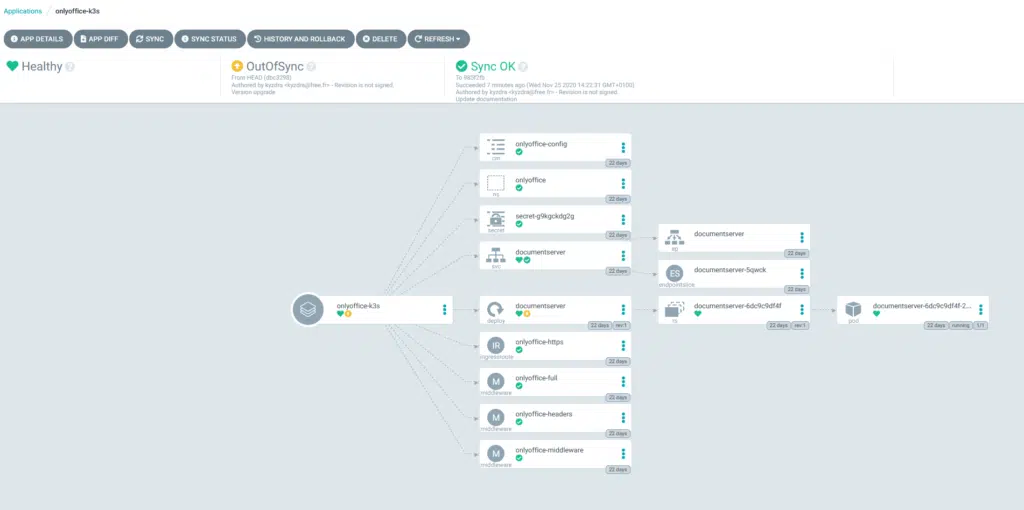 Applications / onlyoffice-k3s
APP DETAILS APP DIFF SYNC SYNC STATUS HISTORY AND ROLLBACK DELETE REFRESH
Healthy
OutOfSync
From HEAD
Authored by kyzdra <kyzdra@free.fr> - Revision is not signed.
Version upgrade
Sync OK
To
Succeeded 7 minutes ago (Wed Nov 25 2020 GMT+0100)
Authored by kyzdra <kyzdra@free.fr> - Revision is not signed.
Update documentation
onlyoffice-config
cm
22 days
onlyoffice
ns
22 days
secret-g9kgckdg2g
secret
22 days
documentserver
svc
22 days
documentserver
ep
22 days
ES
documentserver-5qwck
endpointslice
22 days
onlyoffice-k3s
documentserver
deploy
22 days rev:1
documentserver-6dc9c9df4f
rs
22 days rev:1
documentserver-6dc9c9df4f-2...
pod
22 days running 1/1
IR
onlyoffice-https
ingressroute
22 days
M
onlyoffice-full
middleware
22 days
M
onlyoffice-headers
middleware
22 days
M
onlyoffice-middleware
middleware
22 days